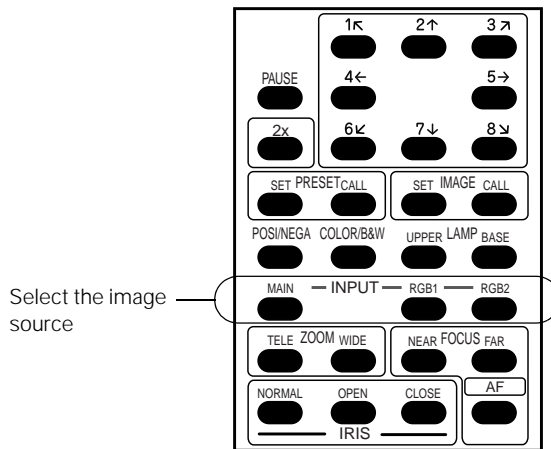 1↖ 2↑ 3↗
PAUSE 4← 5→
2x 6↙ 7↓ 8↘
SET PRESET CALL SET IMAGE CALL
POSI/NEGA COLOR/B&W UPPER LAMP BASE
Select the image
source
MAIN INPUT RGB1 RGB2
TELE ZOOM WIDE NEAR FOCUS FAR
NORMAL OPEN CLOSE AF
IRIS